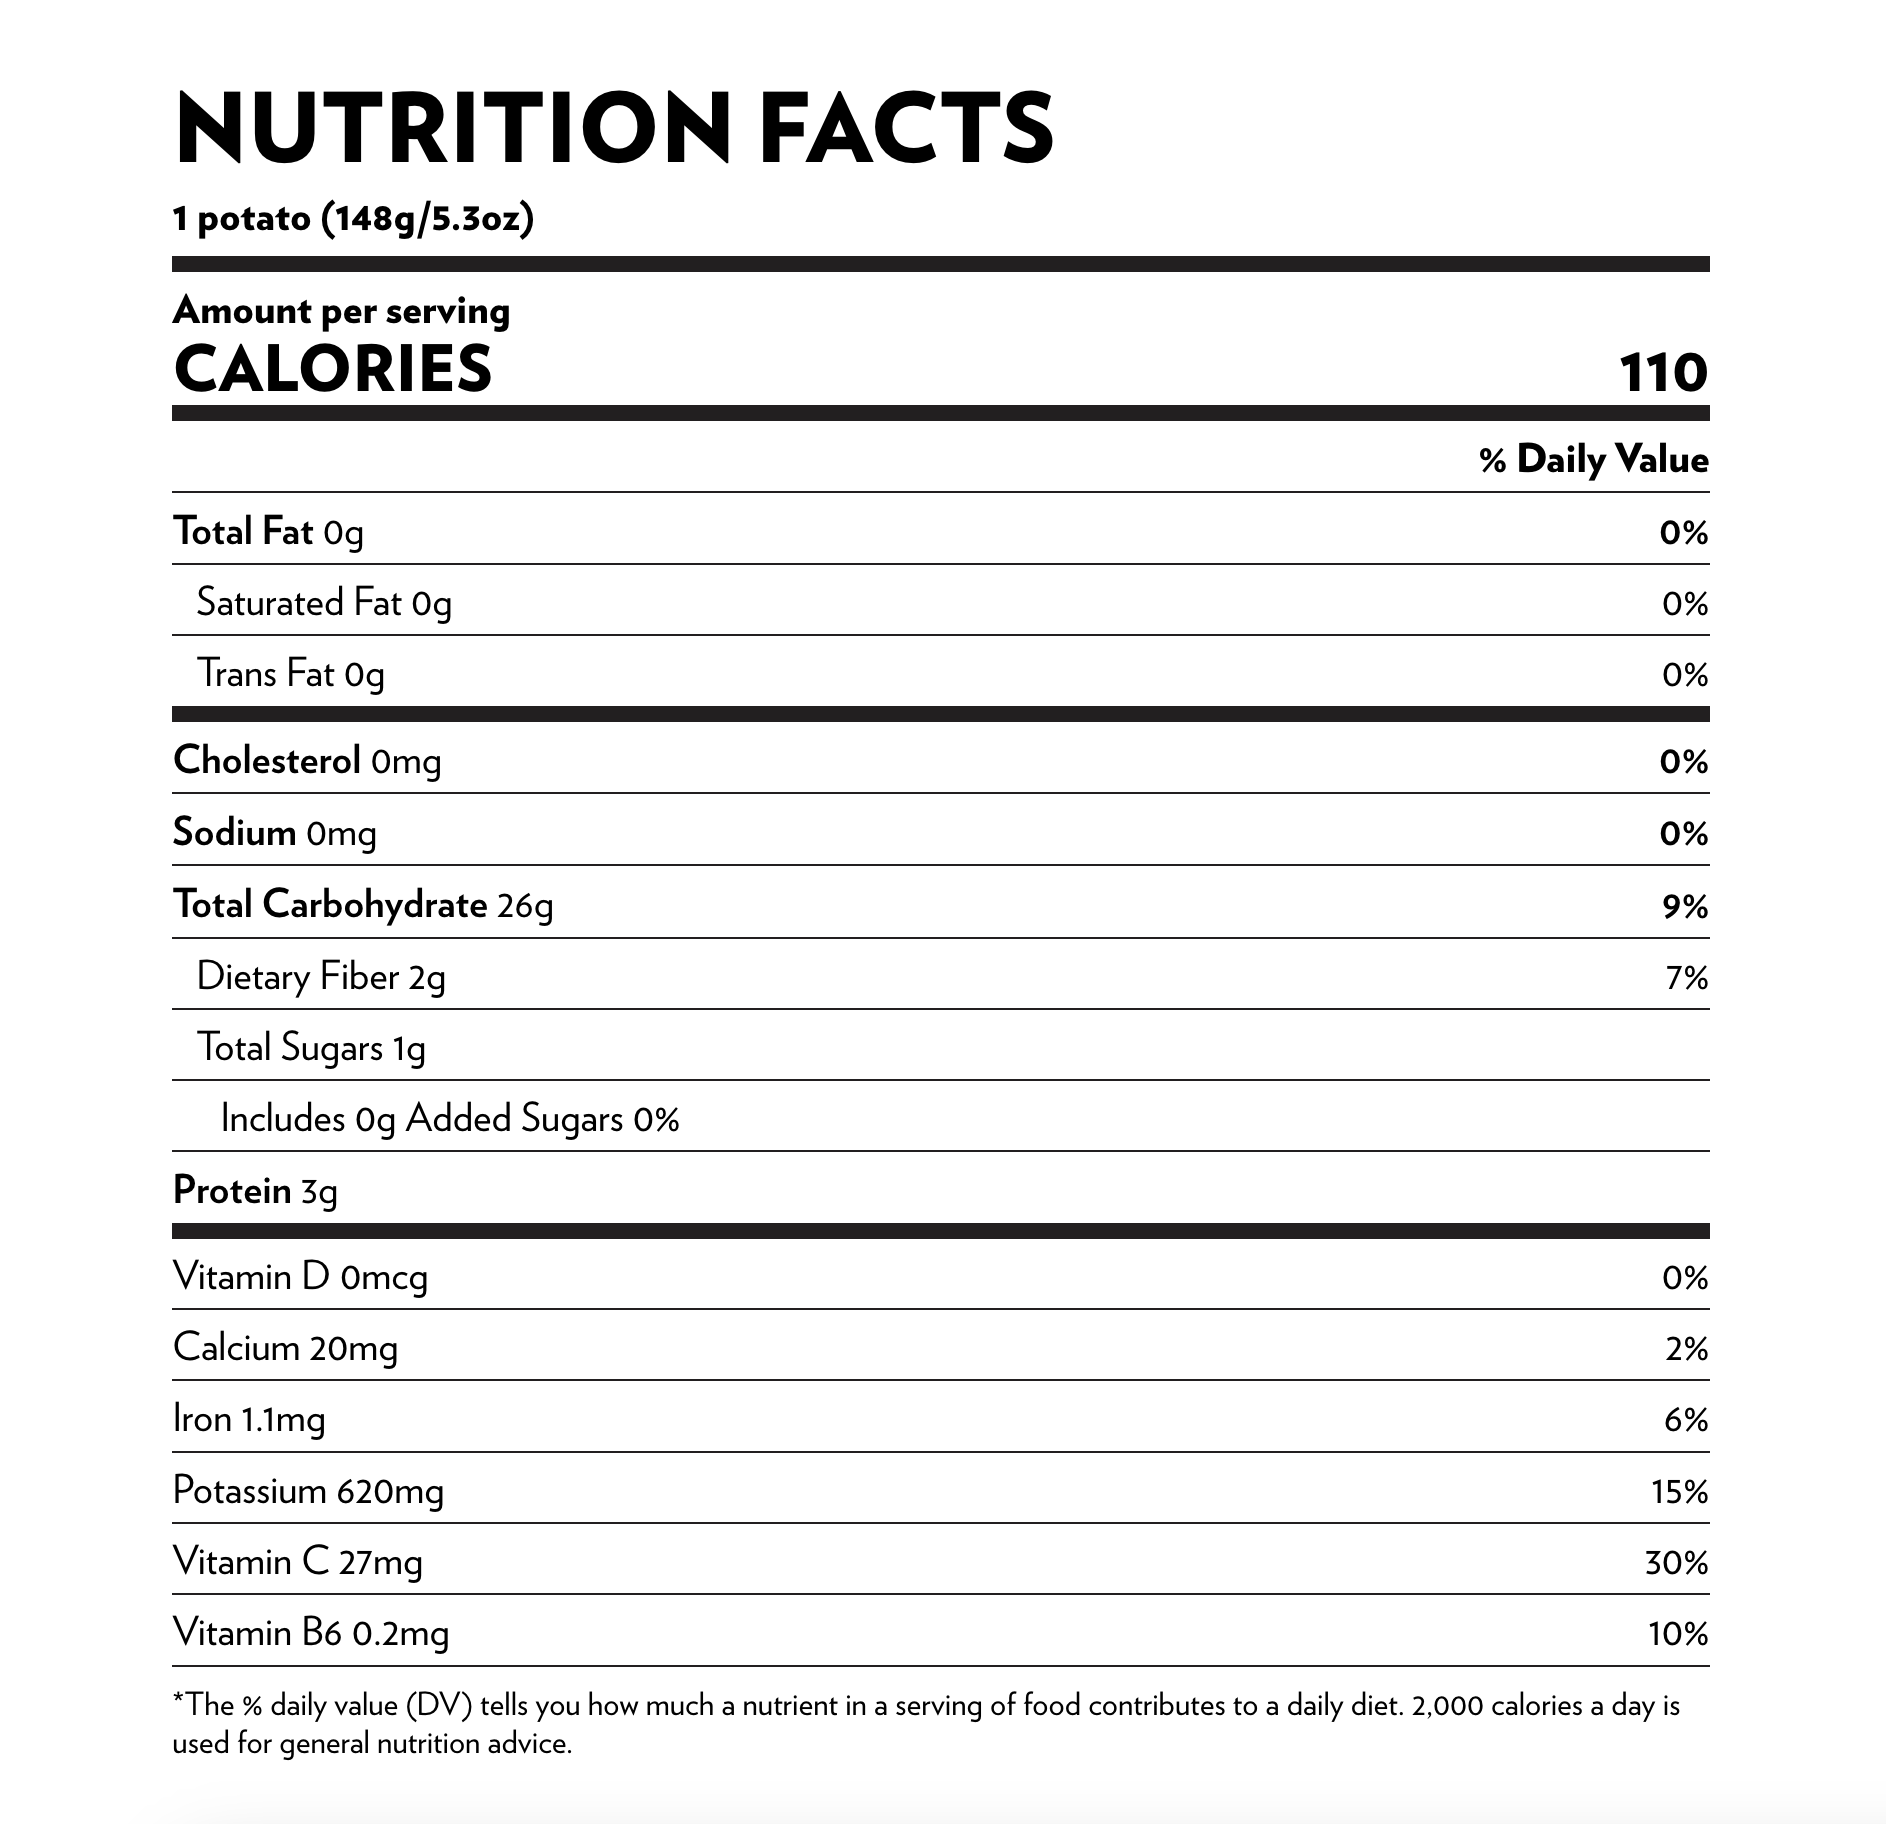 NUTRITION FACTS
1 potato (148g/5.3oz)
Amount per serving
CALORIES 110
% Daily Value
Total Fat 0g 0%
Saturated Fat 0g 0%
Trans Fat 0g 0%
Cholesterol 0mg 0%
Sodium 0mg 0%
Total Carbohydrate 26g 9%
Dietary Fiber 2g 7%
Total Sugars 1g
Includes 0g Added Sugars 0%
Protein 3g
Vitamin D 0mcg 0%
Calcium 20mg 2%
Iron 1.1mg 6%
Potassium 620mg 15%
Vitamin C 27mg 30%
Vitamin B6 0.2mg 10%
*The % daily value (DV) tells you how much a nutrient in a serving of food contributes to a daily diet. 2,000 calories a day is
used for general nutrition advice.